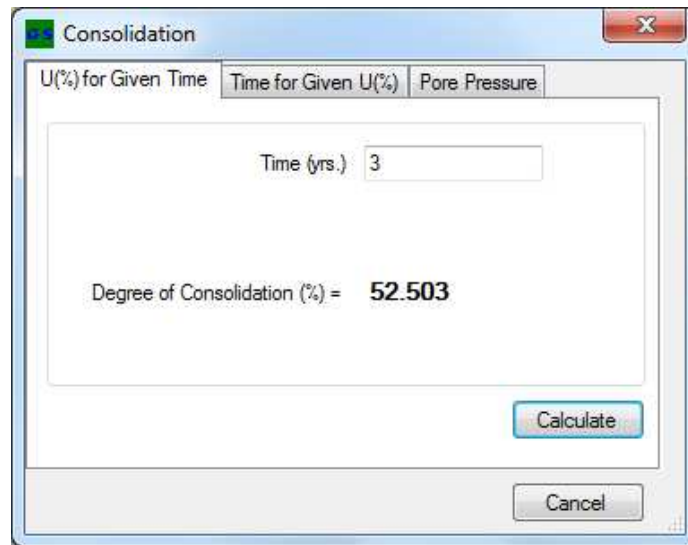 GS Consolidation
U(%) for Given Time Time for Given U(%) Pore Pressure
Time (yrs.) 3
Degree of Consolidation (%) = 52.503
Calculate
Cancel